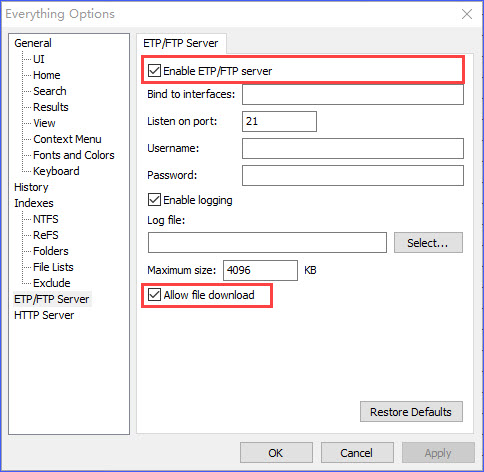 Everything Options
General
UI
Home
Search
Results
View
Context Menu
Fonts and Colors
Keyboard
History
Indexes
NTFS
ReFS
Folders
File Lists
Exclude
ETP/FTP Server
HTTP Server
ETP/FTP Server
Enable ETP/FTP server
Bind to interfaces:
Listen on port: 21
Username:
Password:
Enable logging
Log file:
Select...
Maximum size: 4096 KB
Allow file download
Restore Defaults
OK Cancel Apply